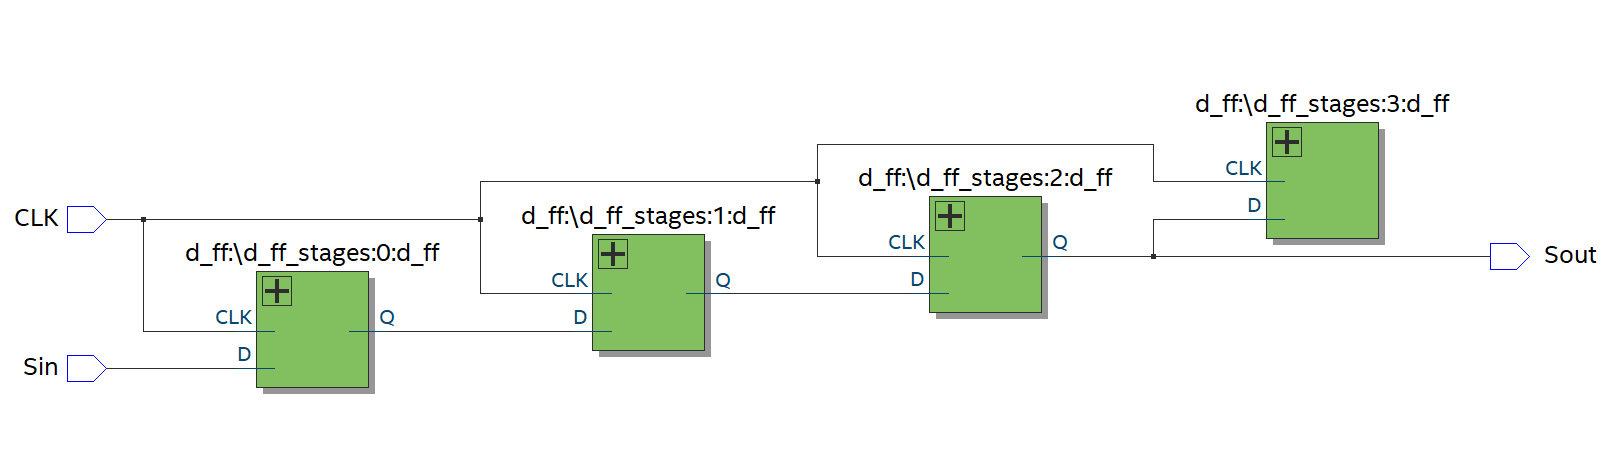 d_ff:\d_ff_stages:3:d_ff
CLK
D
d_ff:\d_ff_stages:2:d_ff
CLK
D
Q
Sout
CLK
d_ff:\d_ff_stages:1:d_ff
CLK
D
Q
d_ff:\d_ff_stages:0:d_ff
CLK
D
Q
Sin